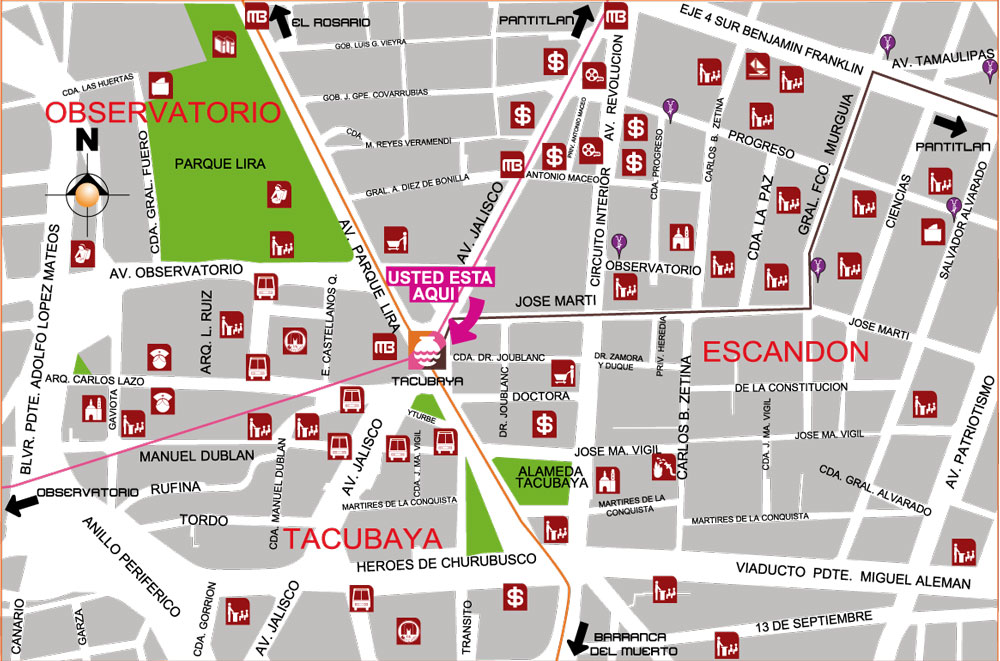 MB
EL ROSARIO
PANTITLAN
MB
EJE 4 SUR BENJAMIN FRANKLIN
AV. TAMAULIPAS
GOB. LUIS G. VIEYRA
CDA. LAS HUERTAS
OBSERVATORIO
GOB J. GPE. COVARRUBIAS
AV. REVOLUCION
PRIV. ANTONIO MACEO
N
CDA. GRAL. FUERO
PARQUE LIRA
CDA.
M. REYES VERAMENDI
MB
GRAL. A. DIEZ DE BONILLA
ANTONIO MACEO
CDA. PROGRESO
CARLOS B. ZETINA
PROGRESO
GRAL. FCO. MURGUIA
PANTITLAN
CDA. LA PAZ
CIENCIAS
SALVADOR ALVARADO
BLVR. PDTE. ADOLFO LOPEZ MATEOS
AV. OBSERVATORIO
AV. PARQUE LIRA
AV. JALISCO
CIRCUITO INTERIOR
OBSERVATORIO
USTED ESTA
AQUI
JOSE MARTI
JOSE MARTI
ARQ. L. RUIZ
E. CASTELLANOS Q.
MB
TACUBAYA
CDA. DR. JOUBLANC
DR. ZAMORA
Y DUQUE
PRIV. HEREDIA
ESCANDON
ARQ. CARLOS LAZO
GAVIOTA
DR. JOUBLANC
DOCTORA
CARLOS B. ZETINA
DE LA CONSTITUCION
AV. PATRIOTISMO
YTURBE
CDA. J. MA. VIGIL
AV. JALISCO
MANUEL DUBLAN
CDA. MANUEL DUBLAN
JOSE MA. VIGIL
CDA. J. MA. VIGIL
JOSE MA. VIGIL
ALAMEDA
TACUBAYA
CDA. GRAL. ALVARADO
OBSERVATORIO
RUFINA
MARTIRES DE LA CONQUISTA
MARTIRES DE LA
CONQUISTA
MARTIRES DE LA CONQUISTA
TORDO
TACUBAYA
ANILLO PERIFERICO
HEROES DE CHURUBUSCO
VIADUCTO PDTE. MIGUEL ALEMAN
CANARIO
GARZA
CDA. GORRION
AV. JALISCO
TRANSITO
BARRANCA
DEL MUERTO
13 DE SEPTIEMBRE